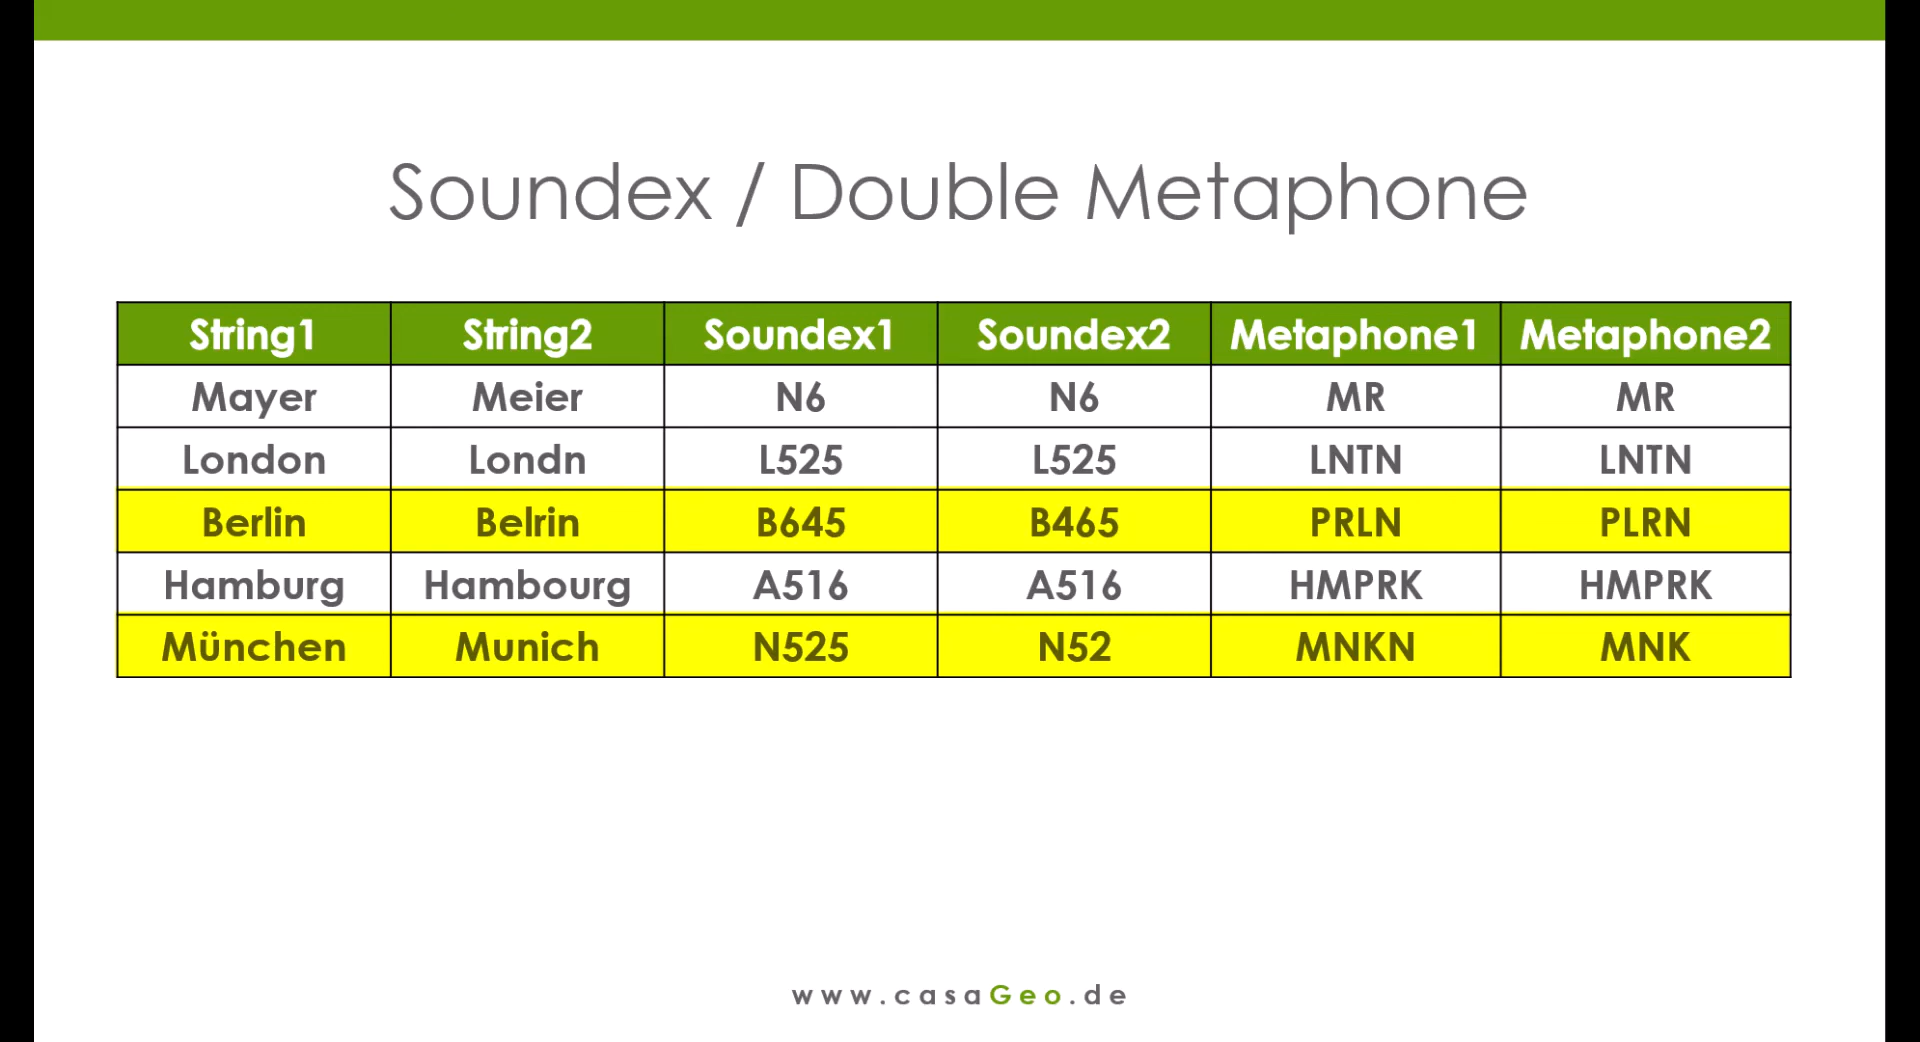 Soundex / Double Metaphone
String1 String2 Soundex1 Soundex2 Metaphone1 Metaphone2
Mayer Meier N6 N6 MR MR
London Londn L525 L525 LNTN LNTN
Berlin Belrin B645 B465 PRLN PLRN
Hamburg Hambourg A516 A516 HMPRK HMPRK
München Munich N525 N52 MNKN MNK
www.casaGeo.de